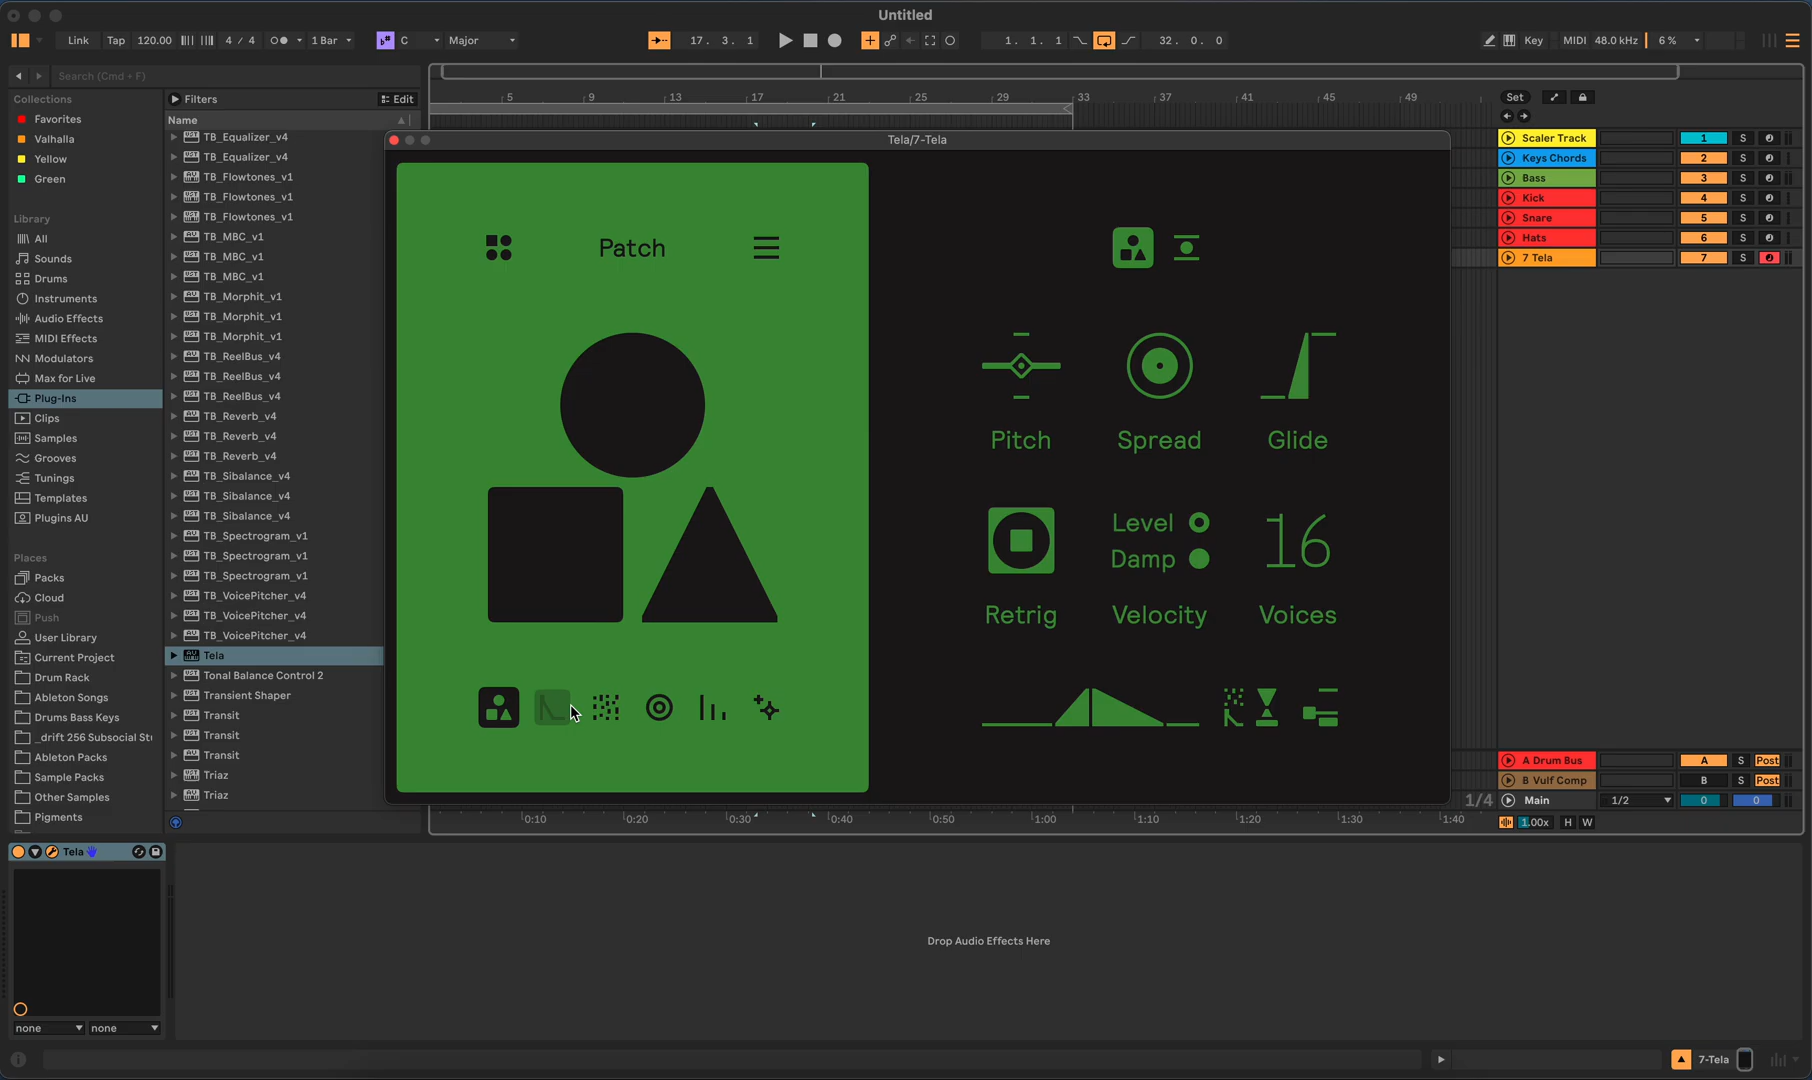 Untitled
Link
Tap
120.00
4 / 4
1 Bar
C
Major
17. 3. 1
1. 1. 1
32. 0. 0
Key
MIDI
48.0 kHz
6 %
Search (Cmd + F)
Collections
Favorites
Valhalla
Yellow
Green
Library
All
Sounds
Drums
Instruments
Audio Effects
MIDI Effects
Modulators
Max for Live
Plug-Ins
Clips
Samples
Grooves
Tunings
Templates
Plugins AU
Places
Packs
Cloud
Push
User Library
Current Project
Drum Rack
Ableton Songs
Drums Bass Keys
_drift 256 Subsocial Stu
Ableton Packs
Sample Packs
Other Samples
Pigments
Filters
Edit
Name
TB_Equalizer_v4
TB_Equalizer_v4
TB_Flowtones_v1
TB_Flowtones_v1
TB_Flowtones_v1
TB_MBC_v1
TB_MBC_v1
TB_MBC_v1
TB_Morphit_v1
TB_Morphit_v1
TB_Morphit_v1
TB_ReelBus_v4
TB_ReelBus_v4
TB_ReelBus_v4
TB_Reverb_v4
TB_Reverb_v4
TB_Reverb_v4
TB_Sibalance_v4
TB_Sibalance_v4
TB_Sibalance_v4
TB_Spectrogram_v1
TB_Spectrogram_v1
TB_Spectrogram_v1
TB_VoicePitcher_v4
TB_VoicePitcher_v4
TB_VoicePitcher_v4
Tela
Tonal Balance Control 2
Transient Shaper
Transit
Transit
Transit
Triaz
Triaz
5 9 13 17 21 25 29 33 37 41 45 49
Tela/7-Tela
Patch
Pitch
Spread
Glide
Level
Damp
16
Retrig
Velocity
Voices
0:10 0:20 0:30 0:40 0:50 1:00 1:10 1:20 1:30 1:40
1/4
Set
Scaler Track 1 S
Keys Chords 2 S
Bass 3 S
Kick 4 S
Snare 5 S
Hats 6 S
7 Tela 7 S
A Drum Bus A S Post
B Vulf Comp B S Post
Main 1/2 0 0
1.00x H W
Tela
none
none
Drop Audio Effects Here
7-Tela